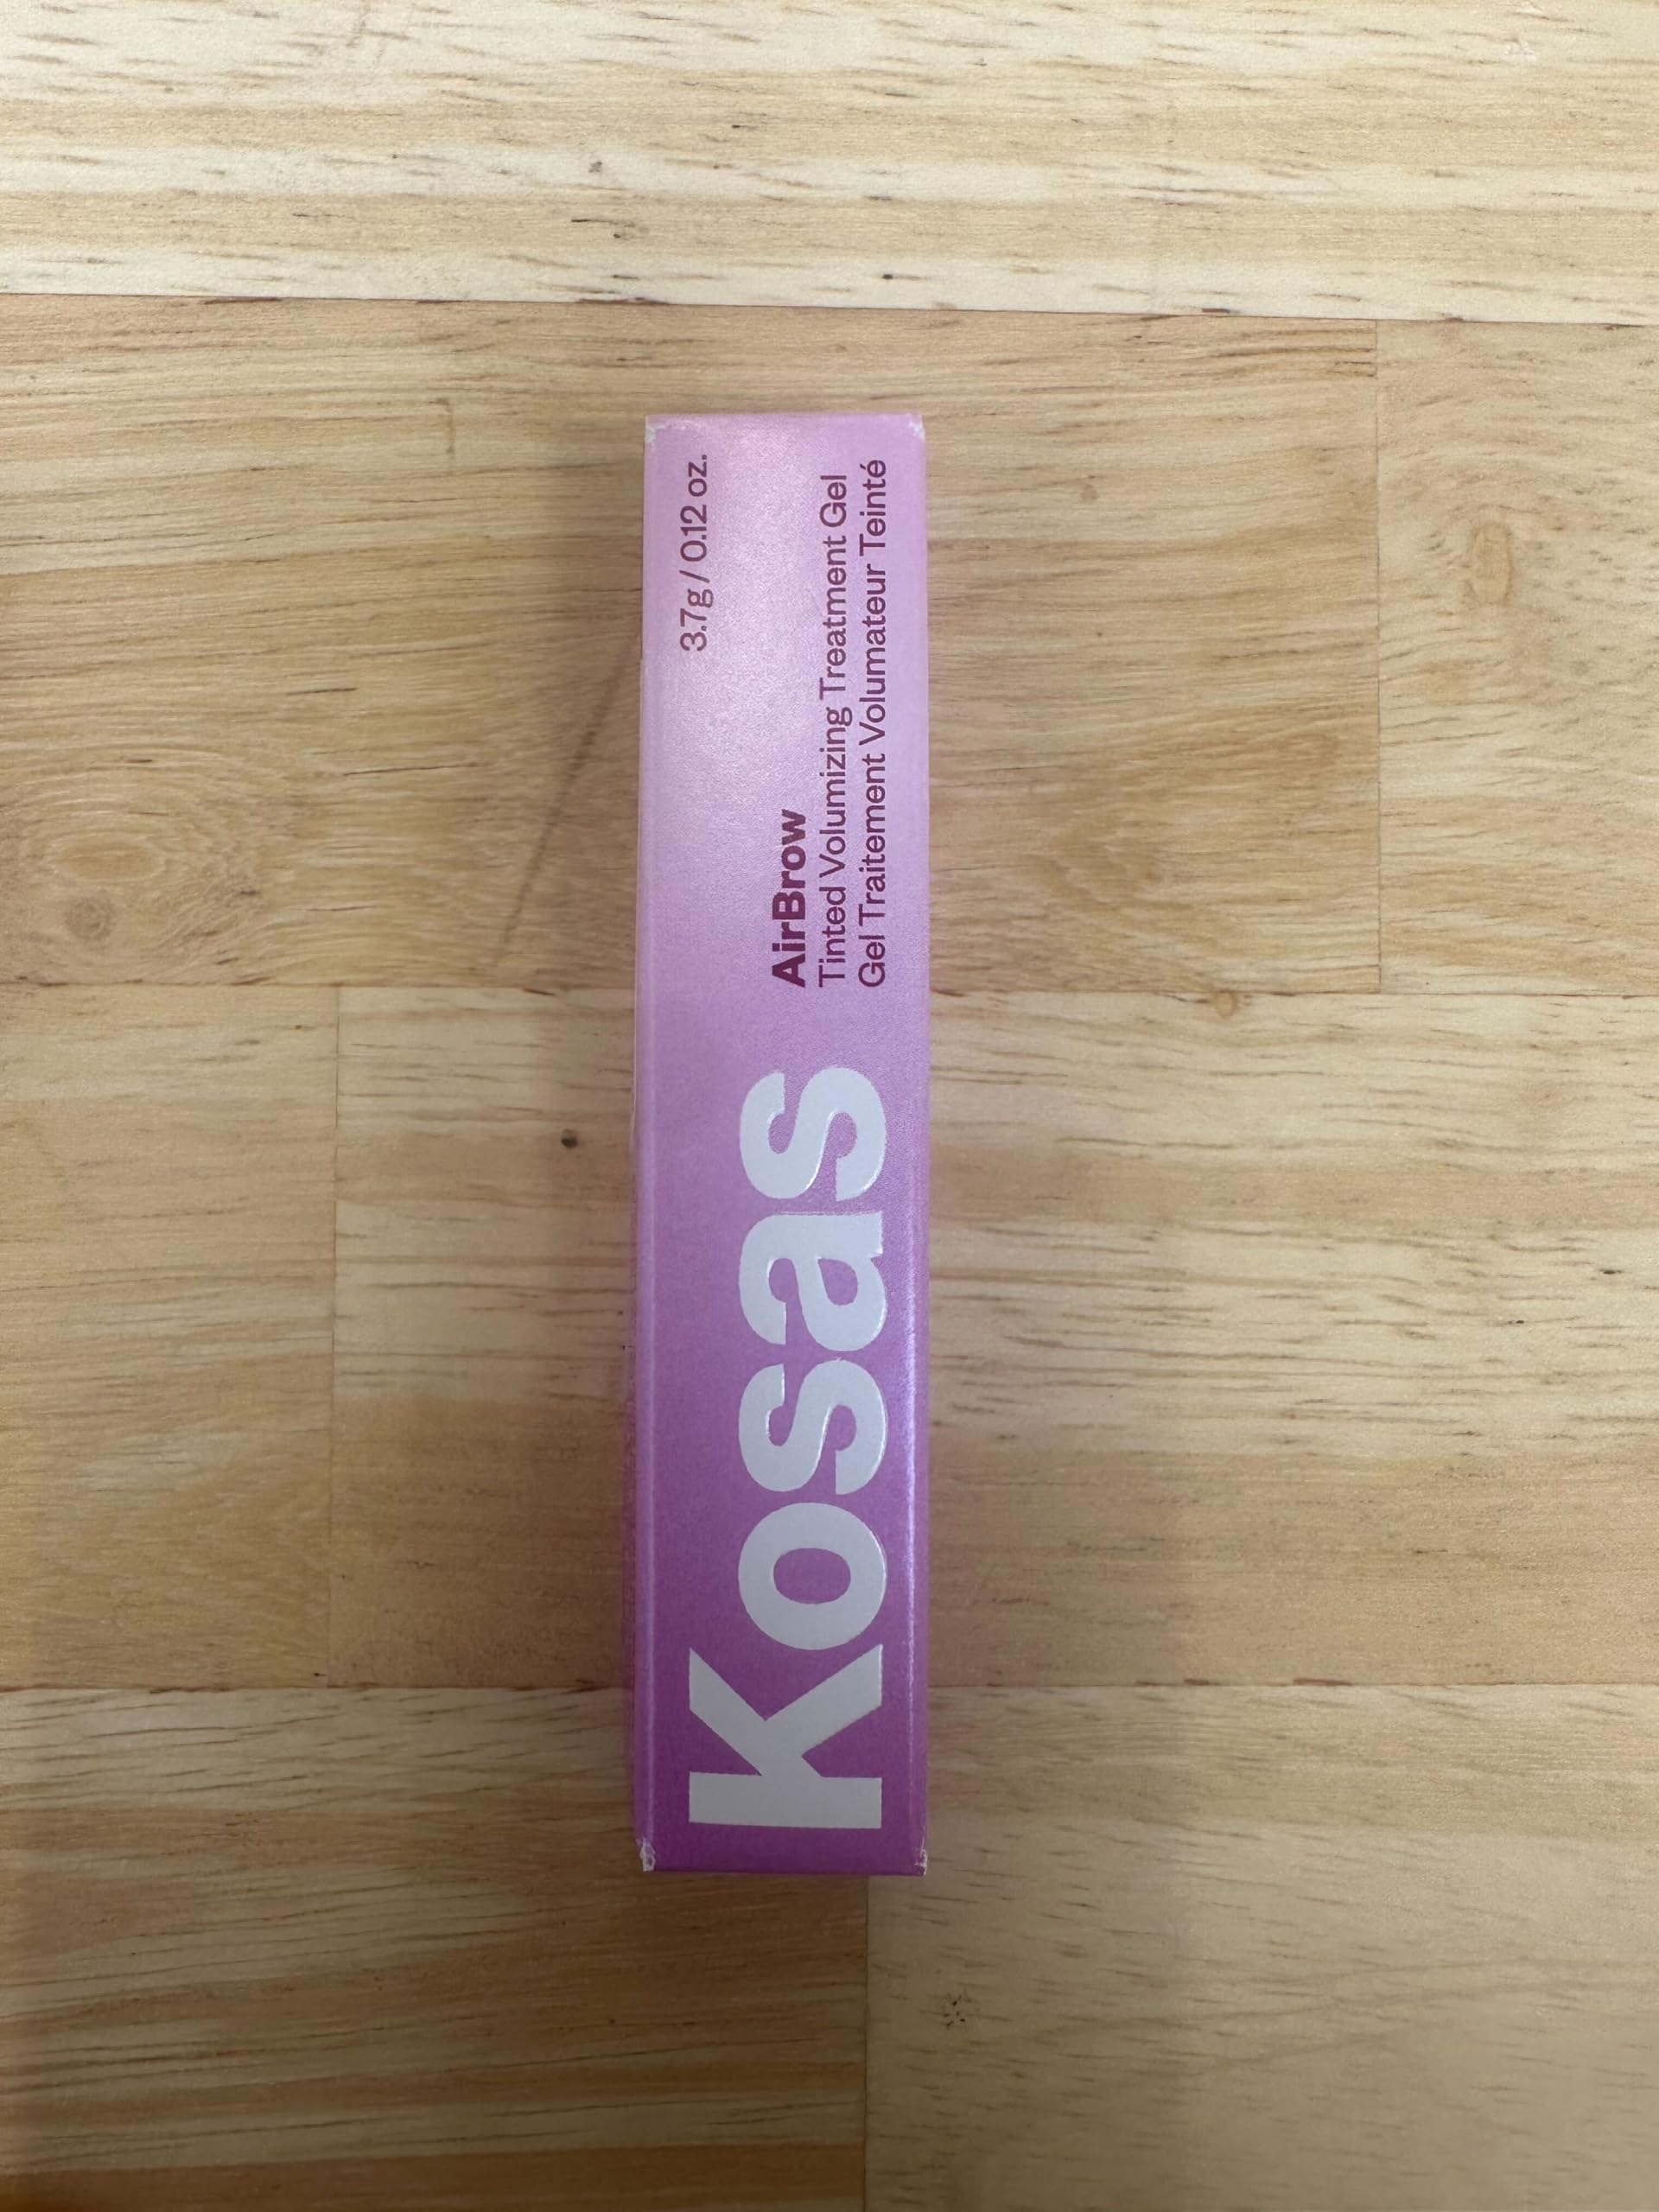 Kosas
AirBrow
Tinted Volumizing Treatment Gel
Gel Traitement Volumateur Teinté
3.7g / 0.12 oz.